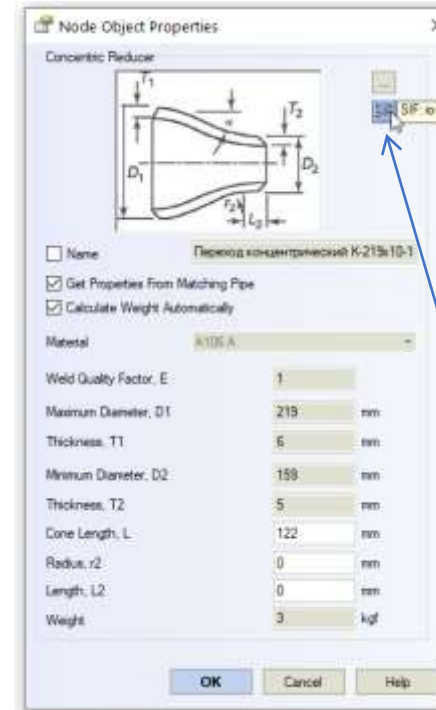 Node Object Properties
Concentric Reducer
T1
T2
D1
D2
r2
L2
SIF
Name
Переход концентрический К-219x10-1
Get Properties From Matching Pipe
Calculate Weight Automatically
Material A106 A
Weld Quality Factor, E 1
Maximum Diameter, D1 219 mm
Thickness, T1 6 mm
Minimum Diameter, D2 159 mm
Thickness, T2 5 mm
Cone Length, L 122 mm
Radius, r2 0 mm
Length, L2 0 mm
Weight 3 kgf
OK Cancel Help